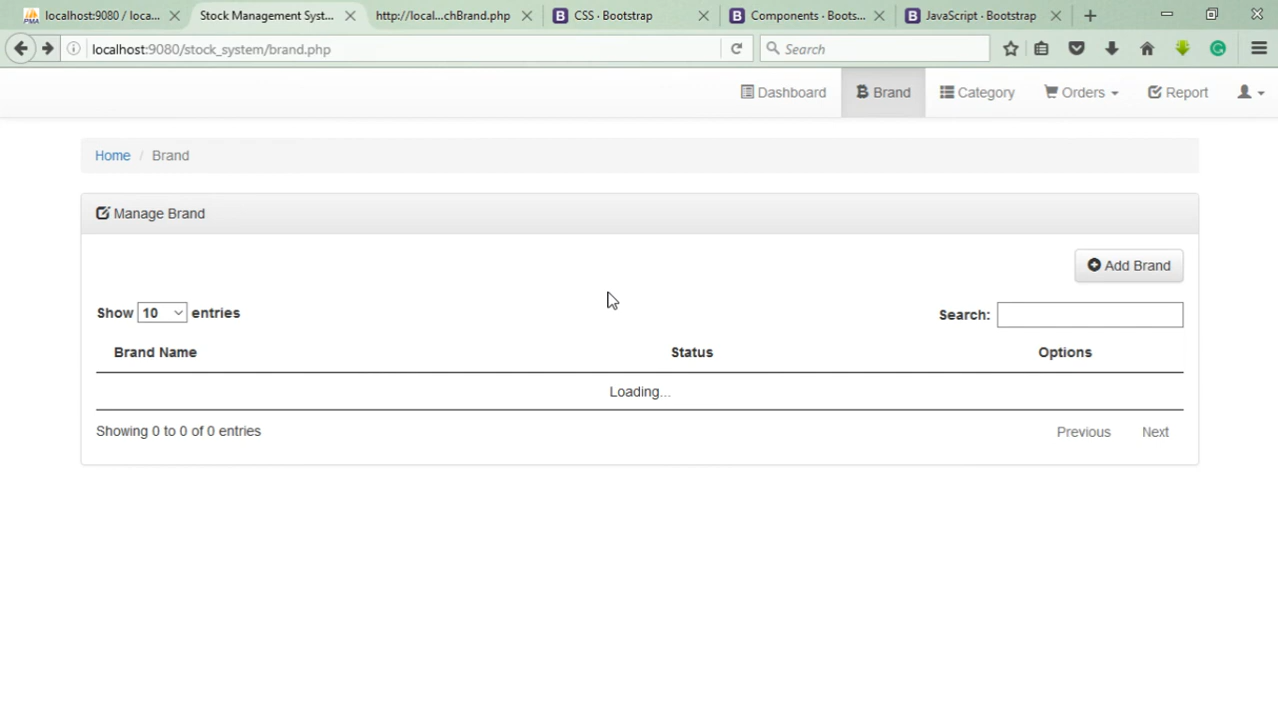 localhost:9080 / loca...
Stock Management Syst...
http://local...chBrand.php
CSS · Bootstrap
Components · Boots...
JavaScript · Bootstrap
localhost:9080/stock_system/brand.php
Search
Dashboard
Brand
Category
Orders
Report
Home / Brand
Manage Brand
Add Brand
Show 10 entries
Search:
Brand Name Status Options
Loading...
Showing 0 to 0 of 0 entries
Previous Next